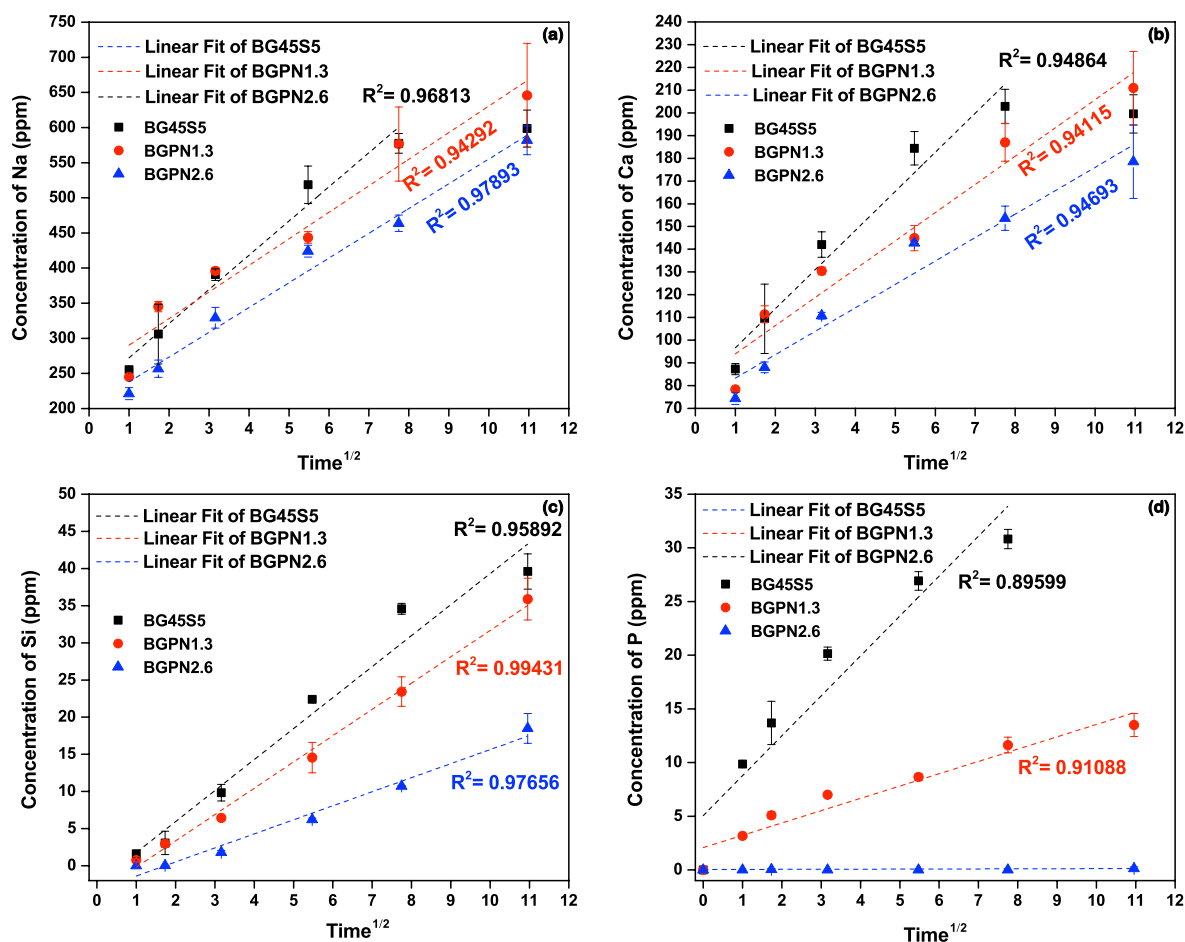 (a)
750
700
650
600
550
500
450
400
350
300
250
200
Concentration of Na (ppm)
Linear Fit of BG45S5
Linear Fit of BGPN1.3
Linear Fit of BGPN2.6
BG45S5
BGPN1.3
BGPN2.6
R²= 0.96813
R²= 0.94292
R²= 0.97893
0 1 2 3 4 5 6 7 8 9 10 11 12
Time^1/2
(b)
240
230
220
210
200
190
180
170
160
150
140
130
120
110
100
90
80
70
Concentration of Ca (ppm)
Linear Fit of BG45S5
Linear Fit of BGPN1.3
Linear Fit of BGPN2.6
BG45S5
BGPN1.3
BGPN2.6
R²= 0.94864
R²= 0.94115
R²= 0.94693
0 1 2 3 4 5 6 7 8 9 10 11 12
Time^1/2
(c)
50
45
40
35
30
25
20
15
10
5
0
Concentration of Si (ppm)
Linear Fit of BG45S5
Linear Fit of BGPN1.3
Linear Fit of BGPN2.6
BG45S5
BGPN1.3
BGPN2.6
R²= 0.95892
R²= 0.99431
R²= 0.97656
0 1 2 3 4 5 6 7 8 9 10 11 12
Time^1/2
(d)
35
30
25
20
15
10
5
0
Concentration of P (ppm)
Linear Fit of BG45S5
Linear Fit of BGPN1.3
Linear Fit of BGPN2.6
BG45S5
BGPN1.3
BGPN2.6
R²= 0.89599
R²= 0.91088
0 1 2 3 4 5 6 7 8 9 10 11 12
Time^1/2